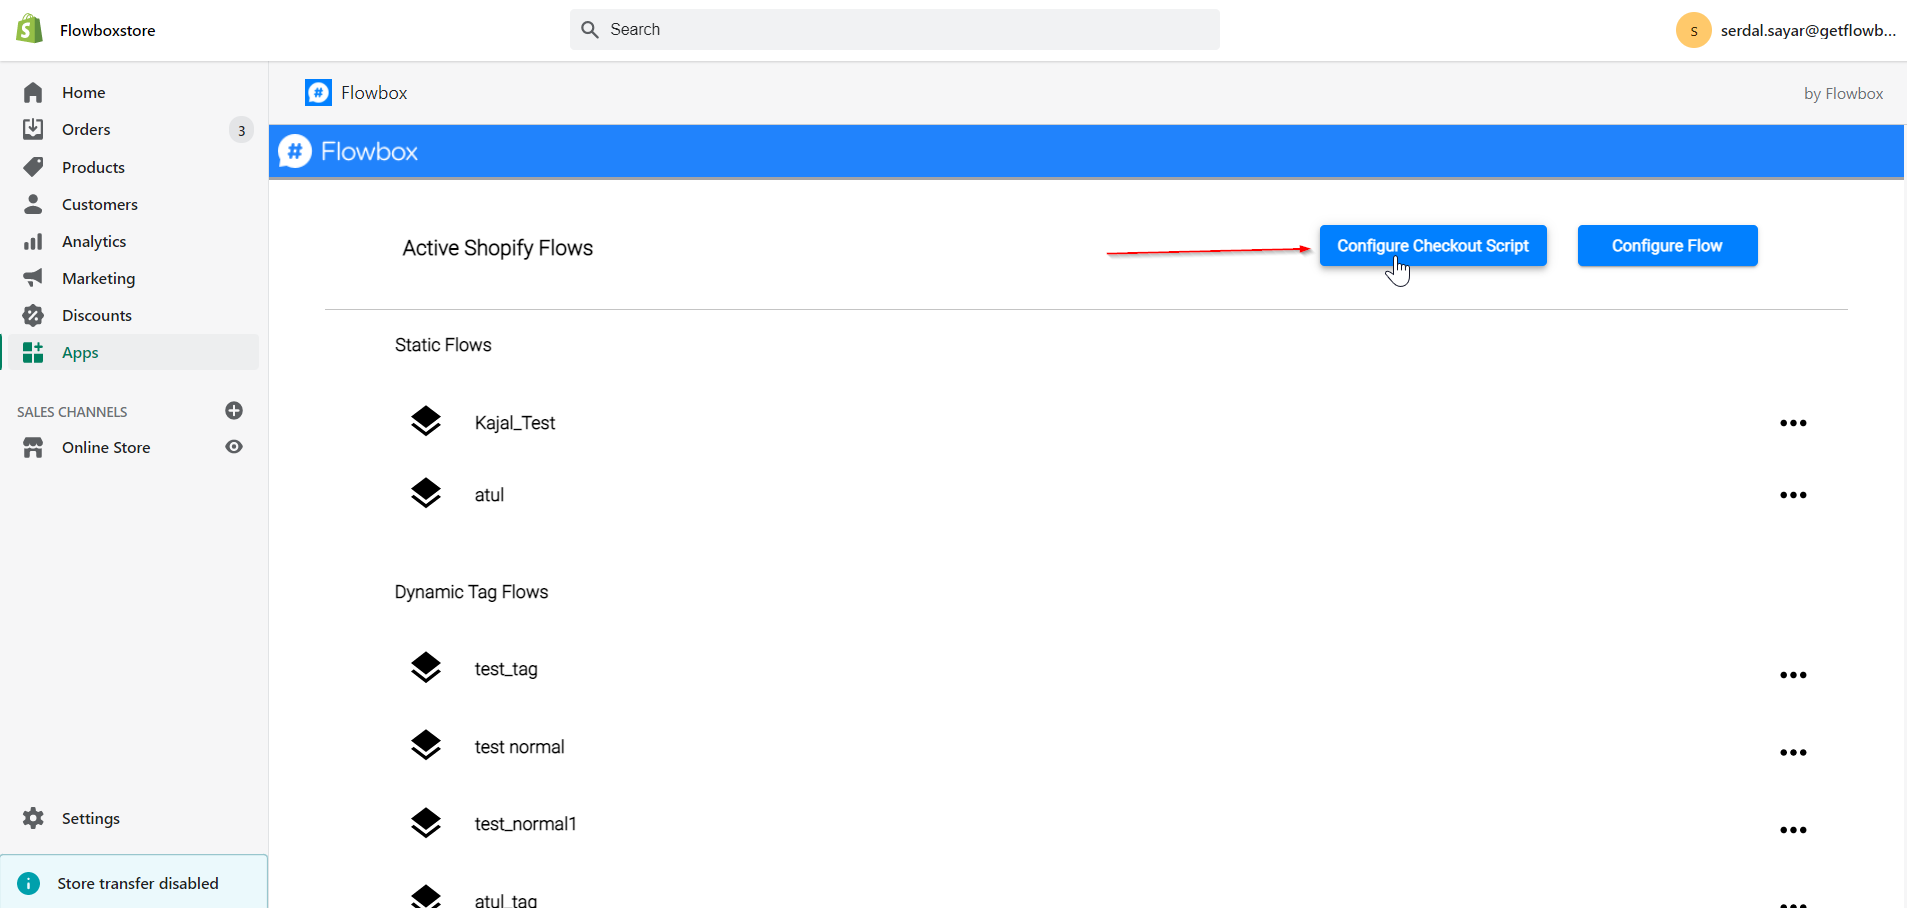 Flowboxstore
Search
S
serdal.sayar@getflowb...
Home
Orders
3
Products
Customers
Analytics
Marketing
Discounts
Apps
SALES CHANNELS
Online Store
Settings
Store transfer disabled
# Flowbox
by Flowbox
# Flowbox
Active Shopify Flows
Configure Checkout Script
Configure Flow
Static Flows
Kajal_Test
atul
Dynamic Tag Flows
test_tag
test normal
test_normal1
atul_tag